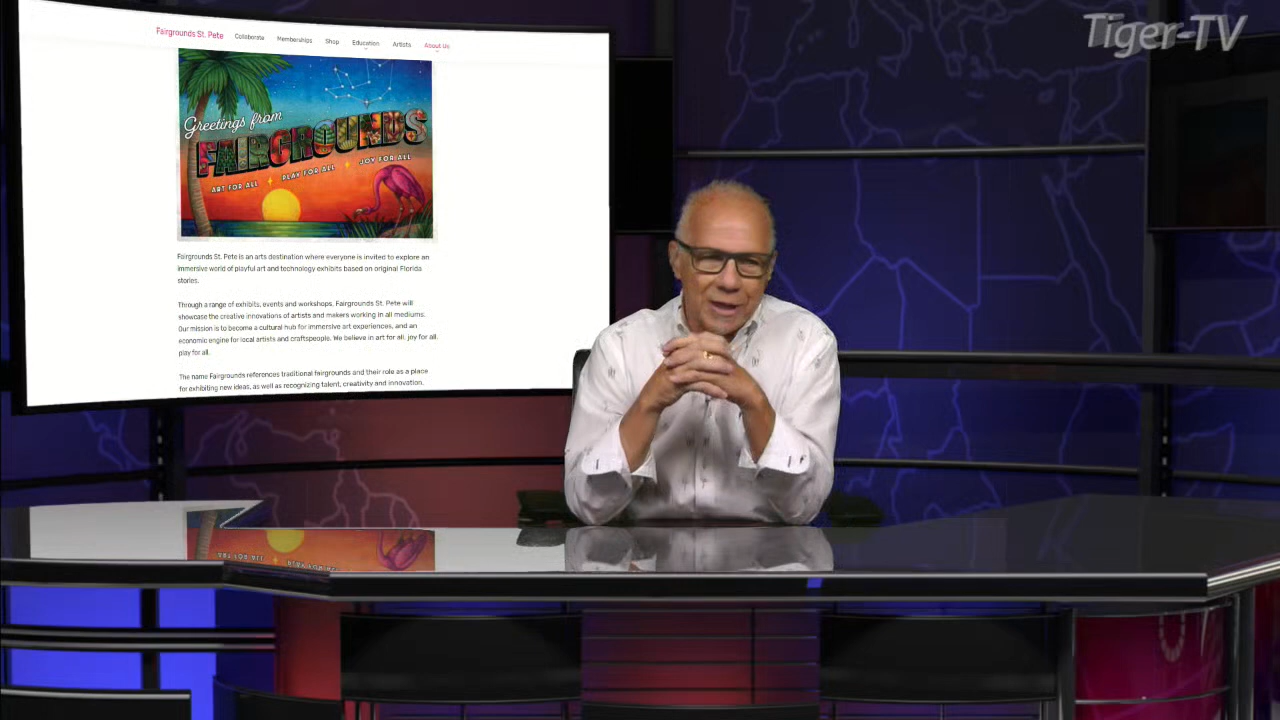 Tiger-TV
Fairgrounds St. Pete Collaborate Memberships Shop Education Artists About Us
Greetings from
FAIRGROUNDS
ART FOR ALL PLAY FOR ALL JOY FOR ALL
Fairgrounds St. Pete is an arts destination where everyone is invited to explore an
immersive world of playful art and technology exhibits based on original Florida
stories.
Through a range of exhibits, events and workshops, Fairgrounds St. Pete will
showcase the creative innovations of artists and makers working in all mediums.
Our mission is to become a cultural hub for immersive art experiences, and an
economic engine for local artists and craftspeople. We believe in art for all, joy for all,
play for all.
The name Fairgrounds references traditional fairgrounds and their role as a place
for exhibiting new ideas, as well as recognizing talent, creativity and innovation.